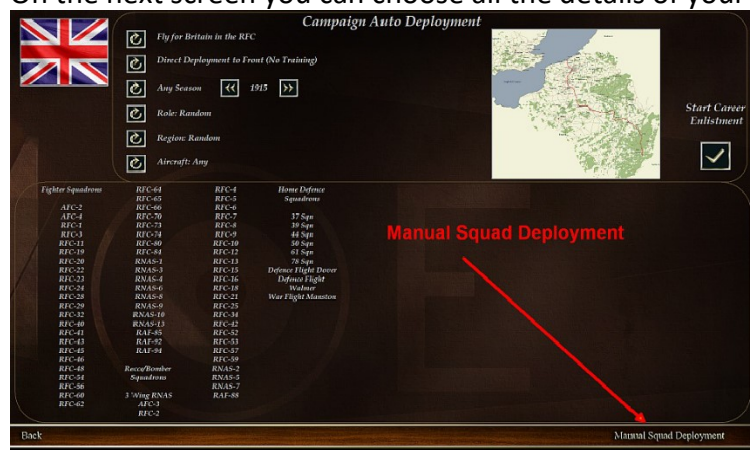 On the next screen you can choose all the details of your
Campaign Auto Deployment
Fly for Britain in the RFC
Direct Deployment to Front (No Training)
Any Season << 1915 >>
Role: Random
Region: Random
Aircraft: Any
Start Career
Enlistment
Fighter Squadrons
AFC-2
AFC-4
RFC-1
RFC-3
RFC-11
RFC-19
RFC-20
RFC-22
RFC-23
RFC-24
RFC-28
RFC-29
RFC-32
RFC-40
RFC-41
RFC-43
RFC-45
RFC-46
RFC-48
RFC-54
RFC-56
RFC-60
RFC-62
RFC-64
RFC-65
RFC-66
RFC-70
RFC-73
RFC-74
RFC-80
RFC-84
RNAS-1
RNAS-3
RNAS-4
RNAS-6
RNAS-8
RNAS-9
RNAS-10
RNAS-13
RAF-85
RAF-92
RAF-94
Recco/Bomber
Squadrons
3 Wing RNAS
AFC-3
RFC-2
RFC-4
RFC-5
RFC-6
RFC-7
RFC-8
RFC-9
RFC-10
RFC-12
RFC-13
RFC-15
RFC-16
RFC-18
RFC-21
RFC-25
RFC-34
RFC-42
RFC-52
RFC-53
RFC-57
RFC-59
RNAS-2
RNAS-5
RNAS-7
RAF-88
Home Defence
Squadrons
37 Sqn
39 Sqn
44 Sqn
50 Sqn
61 Sqn
78 Sqn
Defence Flight Dover
Defence Flight
Walmer
War Flight Manston
Manual Squad Deployment
Back
Manual Squad Deployment